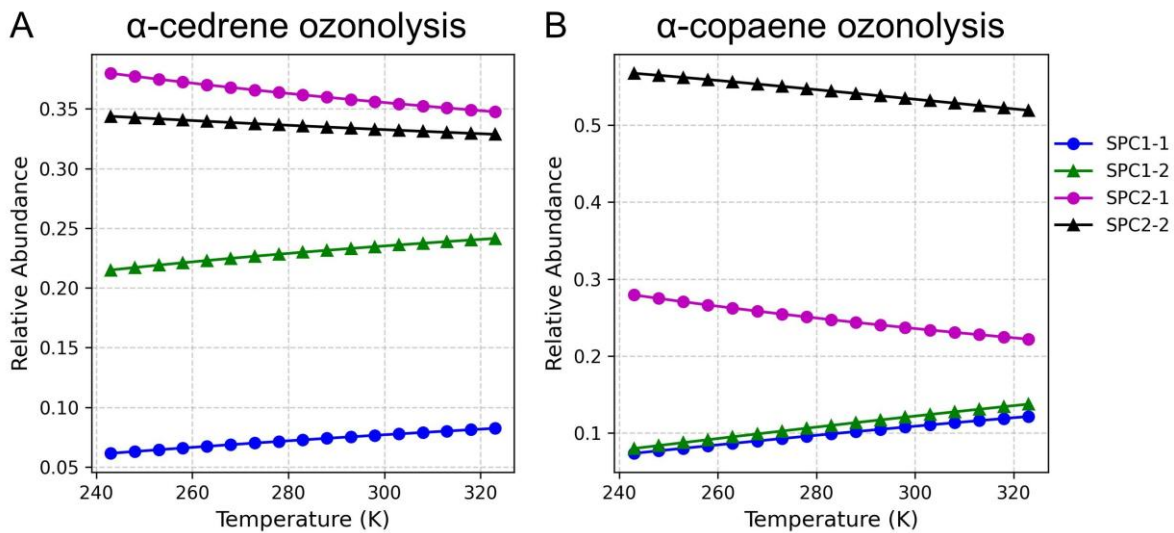 A
α-cedrene ozonolysis
Relative Abundance
0.35
0.30
0.25
0.20
0.15
0.10
0.05
240
260
280
300
320
Temperature (K)
B
α-copaene ozonolysis
Relative Abundance
0.5
0.4
0.3
0.2
0.1
240
260
280
300
320
Temperature (K)
SPC1-1
SPC1-2
SPC2-1
SPC2-2